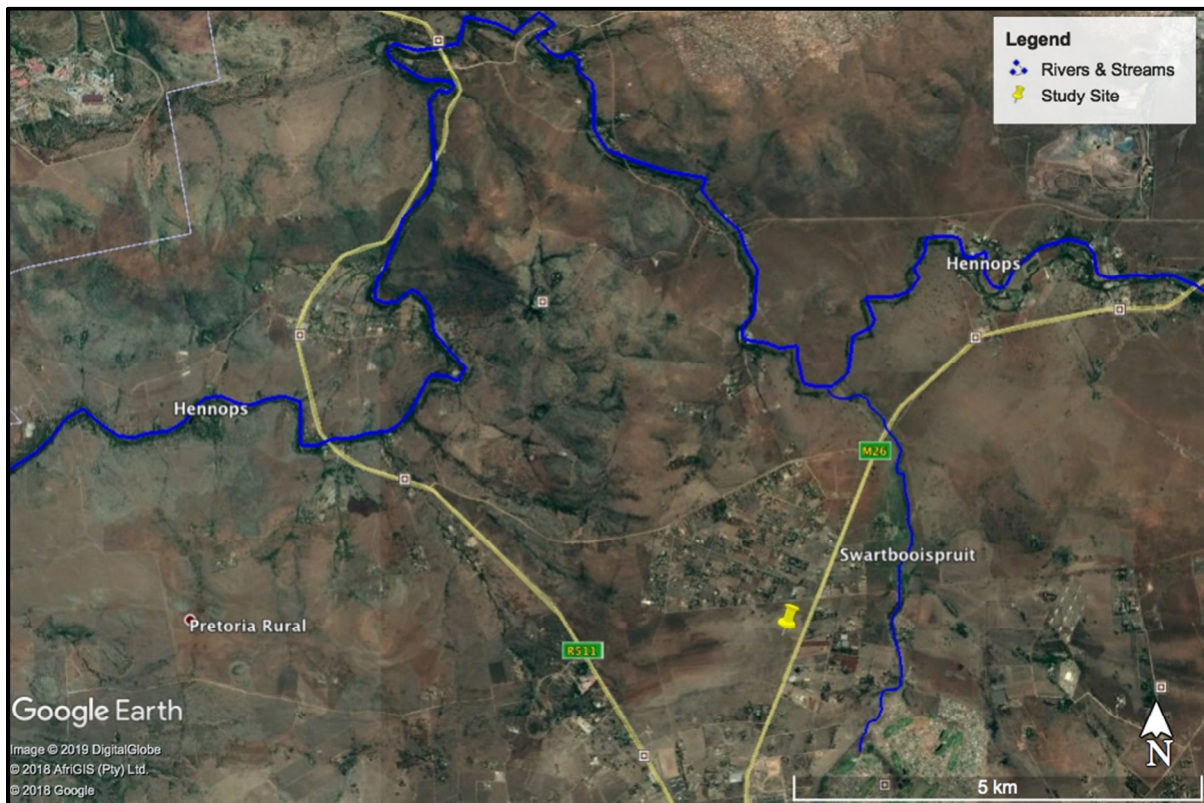 Legend
Rivers & Streams
Study Site
Hennops
Hennops
M26
Swartbooispruit
Pretoria Rural
R511
Google Earth
Image © 2019 DigitalGlobe
© 2018 AfriGIS (Pty) Ltd.
© 2018 Google
N
5 km